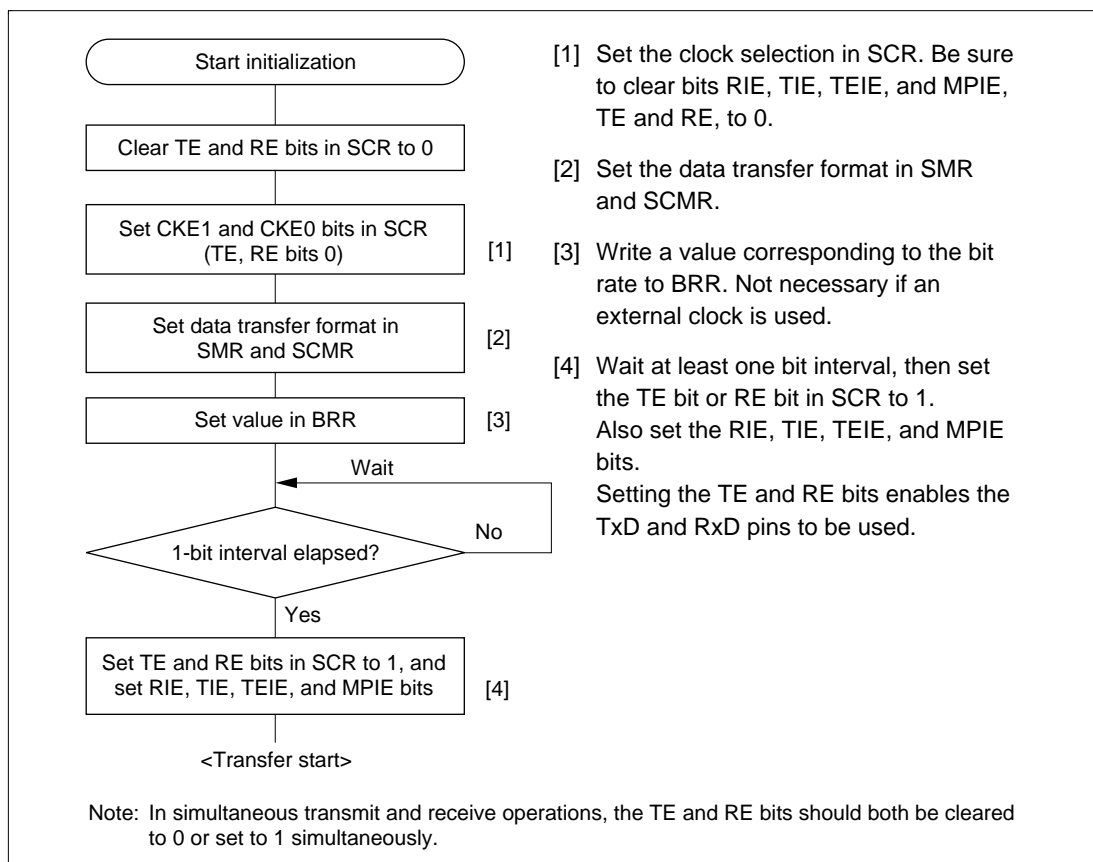 Start initialization
Clear TE and RE bits in SCR to 0
Set CKE1 and CKE0 bits in SCR
(TE, RE bits 0)
[1]
Set data transfer format in
SMR and SCMR
[2]
Set value in BRR
[3]
Wait
1-bit interval elapsed?
No
Yes
Set TE and RE bits in SCR to 1, and
set RIE, TIE, TEIE, and MPIE bits
[4]
<Transfer start>
[1] Set the clock selection in SCR. Be sure
to clear bits RIE, TIE, TEIE, and MPIE,
TE and RE, to 0.
[2] Set the data transfer format in SMR
and SCMR.
[3] Write a value corresponding to the bit
rate to BRR. Not necessary if an
external clock is used.
[4] Wait at least one bit interval, then set
the TE bit or RE bit in SCR to 1.
Also set the RIE, TIE, TEIE, and MPIE
bits.
Setting the TE and RE bits enables the
TxD and RxD pins to be used.
Note: In simultaneous transmit and receive operations, the TE and RE bits should both be cleared
to 0 or set to 1 simultaneously.